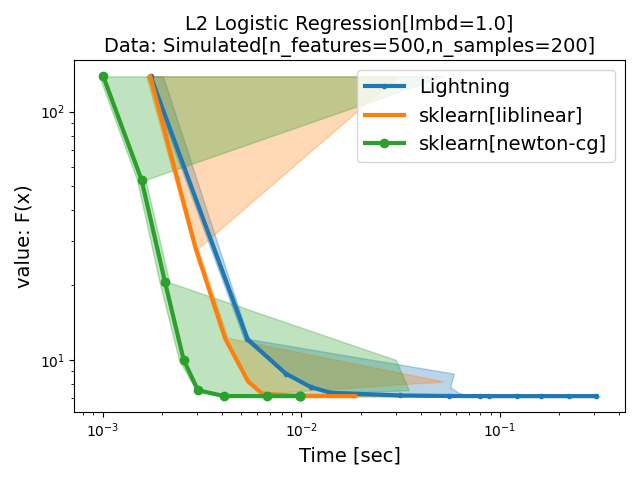 L2 Logistic Regression[lmbd=1.0]
Data: Simulated[n_features=500,n_samples=200]
Lightning
sklearn[liblinear]
sklearn[newton-cg]
value: F(x)
10²
10¹
10⁻³
10⁻²
10⁻¹
Time [sec]